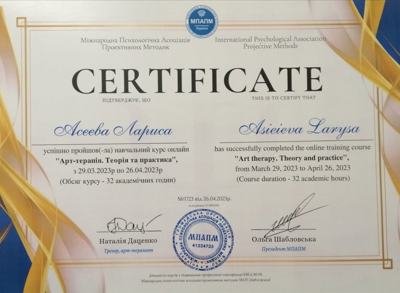 МПАПМ
Міжнародна Психологічна Асоціація
Проективних Методик
International Psychological Association
Projective Methods
CERTIFICATE
ПІДТВЕРДЖУЄ, ЩО
THIS IS TO CERTIFY THAT
Асеева Лариса
Asieieva Larysa
успішно пройшов(-ла) навчальний курс онлайн
"Арт-терапія. Теорія та практика",
з 29.03.2023р по 26.04.2023р
(Обсяг курсу - 32 академічних годин)
has successfully completed the online training course
"Art therapy. Theory and practice",
from March 29, 2023 to April 26, 2023
(Course duration - 32 academic hours)
від 26.04.2023р.
МПАПМ
41334723
Наталія Даценко
Тренер, арт-терапевт
Ольга Шабловська
Президент МПАПМ